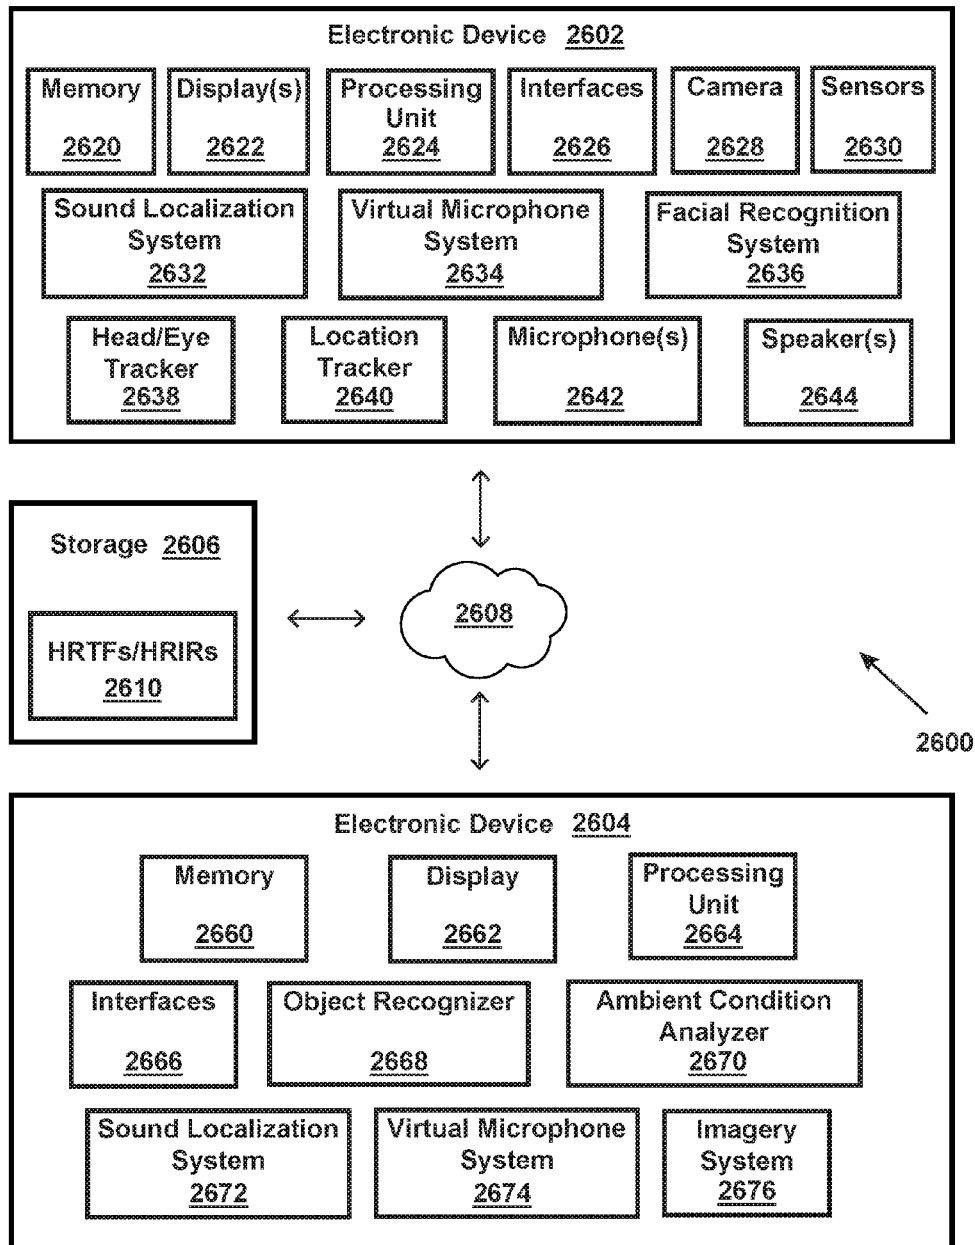 Electronic Device 2602
Memory
2620
Display(s)
2622
Processing
Unit
2624
Interfaces
2626
Camera
2628
Sensors
2630
Sound Localization
System
2632
Virtual Microphone
System
2634
Facial Recognition
System
2636
Head/Eye
Tracker
2638
Location
Tracker
2640
Microphone(s)
2642
Speaker(s)
2644
Storage 2606
HRTFs/HRIRs
2610
2608
2600
Electronic Device 2604
Memory
2660
Display
2662
Processing
Unit
2664
Interfaces
2666
Object Recognizer
2668
Ambient Condition
Analyzer
2670
Sound Localization
System
2672
Virtual Microphone
System
2674
Imagery
System
2676